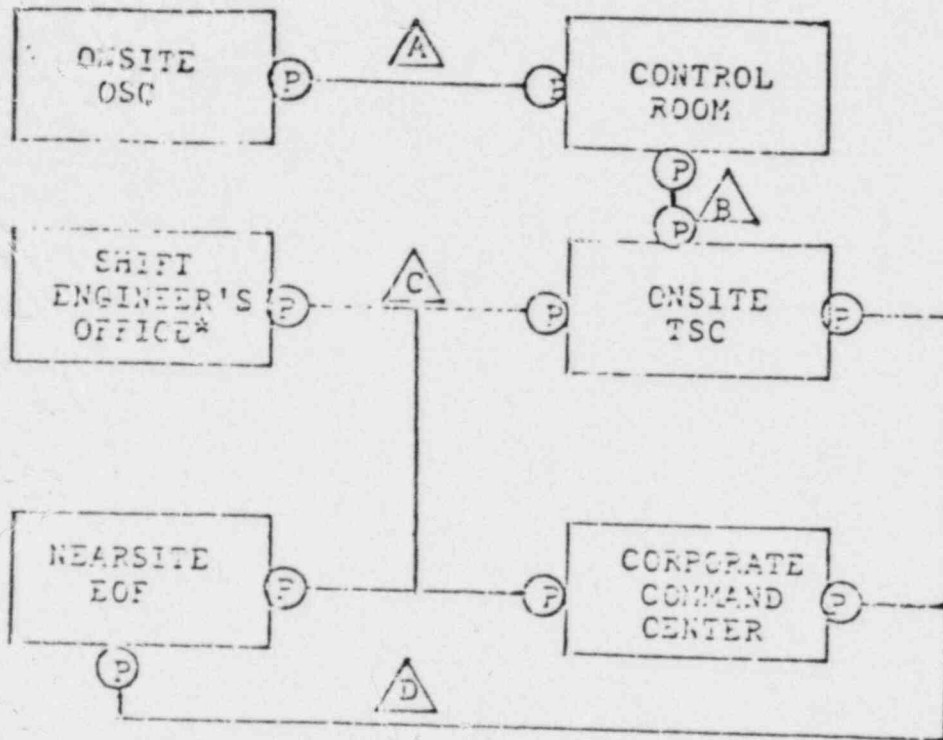 ONSITE
OSC
P
A
P
CONTROL
ROOM
P
B
P
SHIFT
ENGINEER'S
OFFICE*
P
C
P
ONSITE
TSC
P
NEARSITE
EOF
P
P
CORPORATE
COMMAND
CENTER
P
P
D